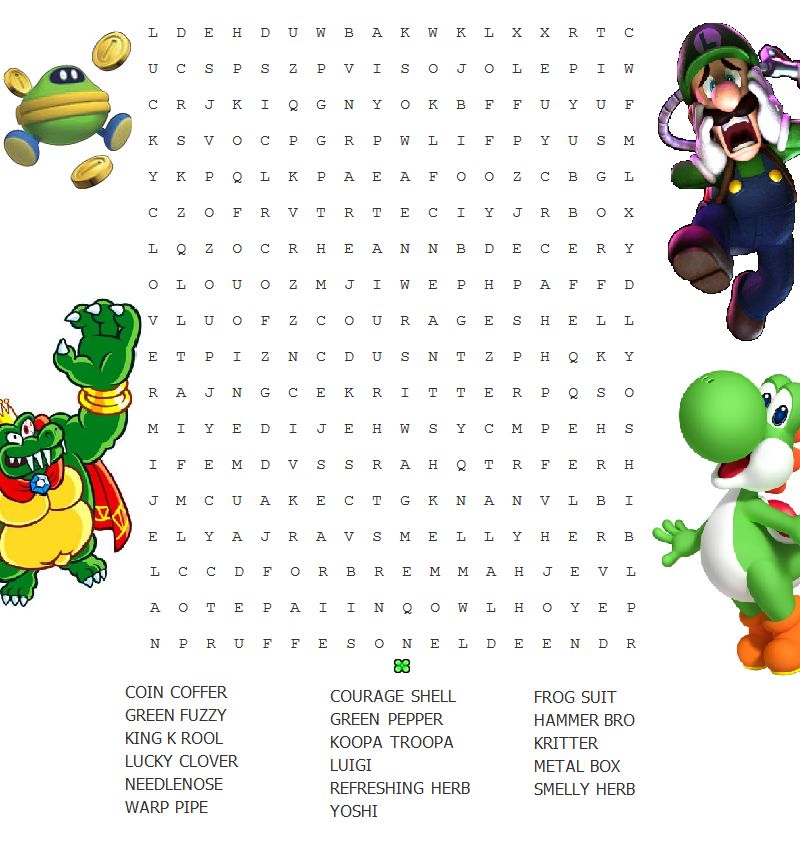 L D E H D U W B A K W K L X X R T C
U C S P S Z P V I S O J O L E P I W
C R J K I Q G N Y O K B F F U Y U F
K S V O C P G R P W L I F P Y U S M
Y K P Q L K P A E A F O O Z C B G L
C Z O F R V T R T E C I Y J R B O X
L Q Z O C R H E A N N B D E C E R Y
O L O U O Z M J I W E P H P A F F D
V L U O F Z C O U R A G E S H E L L
E T P I Z N C D U S N T Z P H Q K Y
R A J N G C E K R I T T E R P Q S O
M I Y E D I J E H W S Y C M P E H S
I F E M D V S S R A H Q T R F E R H
J M C U A K E C T G K N A N V L B I
E L Y A J R A V S M E L L Y H E R B
L C C D F O R B R E M M A H J E V L
A O T E P A I I N Q O W L H O Y E P
N P R U F F E S O N E L D E E N D R
COIN COFFER
GREEN FUZZY
KING K ROOL
LUCKY CLOVER
NEEDLENOSE
WARP PIPE
COURAGE SHELL
GREEN PEPPER
KOOPA TROOPA
LUIGI
REFRESHING HERB
YOSHI
FROG SUIT
HAMMER BRO
KRITTER
METAL BOX
SMELLY HERB
L